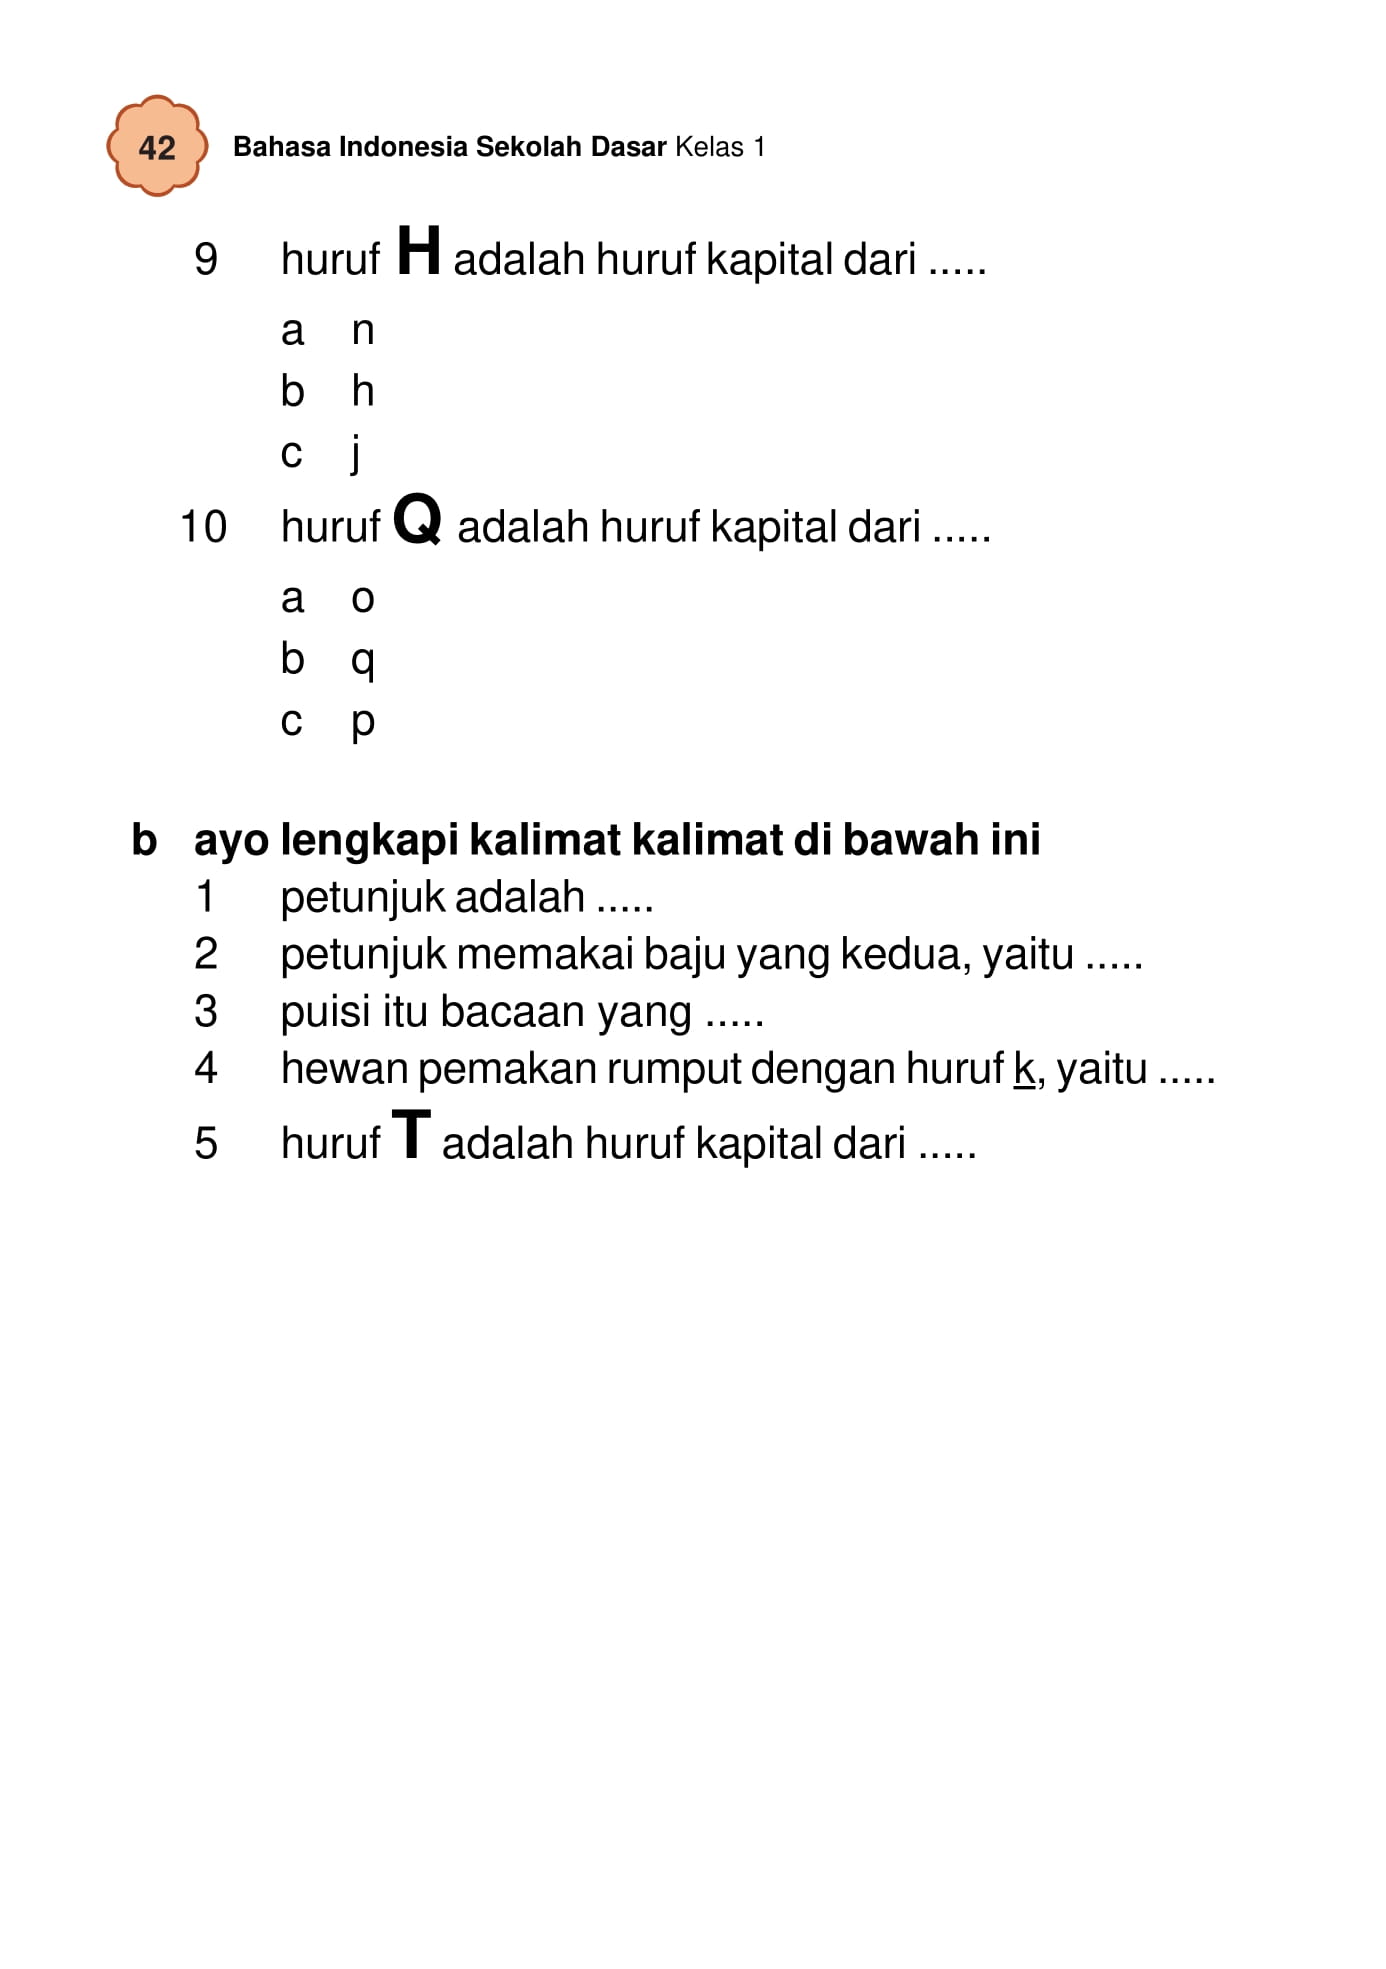 42 Bahasa Indonesia Sekolah Dasar Kelas 1
9 huruf H adalah huruf kapital dari .....
a n
b h
c j
10 huruf Q adalah huruf kapital dari .....
a o
b q
c p
b ayo lengkapi kalimat kalimat di bawah ini
1 petunjuk adalah .....
2 petunjuk memakai baju yang kedua, yaitu .....
3 puisi itu bacaan yang .....
4 hewan pemakan rumput dengan huruf k, yaitu .....
5 huruf T adalah huruf kapital dari .....